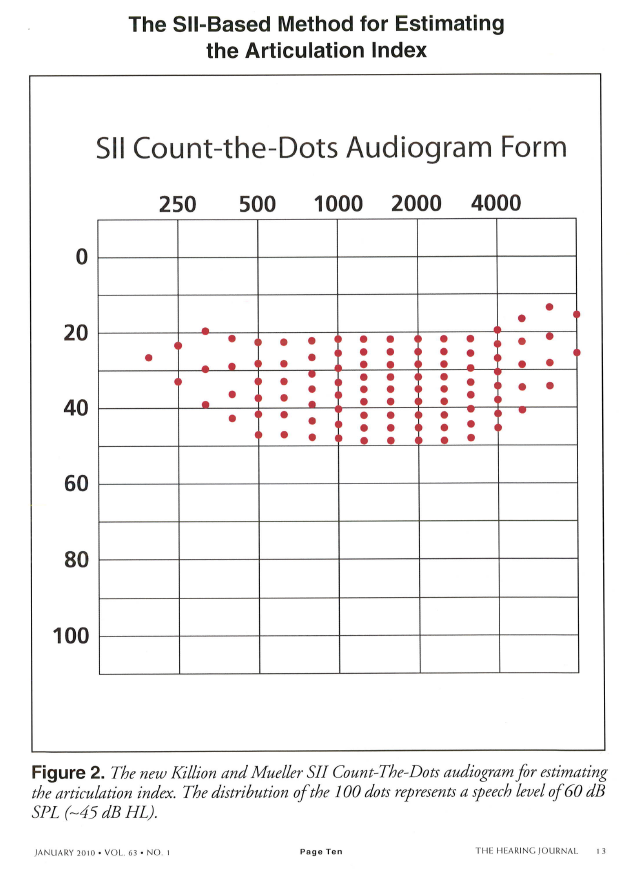 The SII-Based Method for Estimating
the Articulation Index
SII Count-the-Dots Audiogram Form
250 500 1000 2000 4000
0
20
40
60
80
100
Figure 2. The new Killion and Mueller SII Count-The-Dots audiogram for estimating
the articulation index. The distribution of the 100 dots represents a speech level of 60 dB
SPL (~45 dB HL).
JANUARY 2010 • VOL. 63 • NO. 1 Page Ten THE HEARING JOURNAL 13